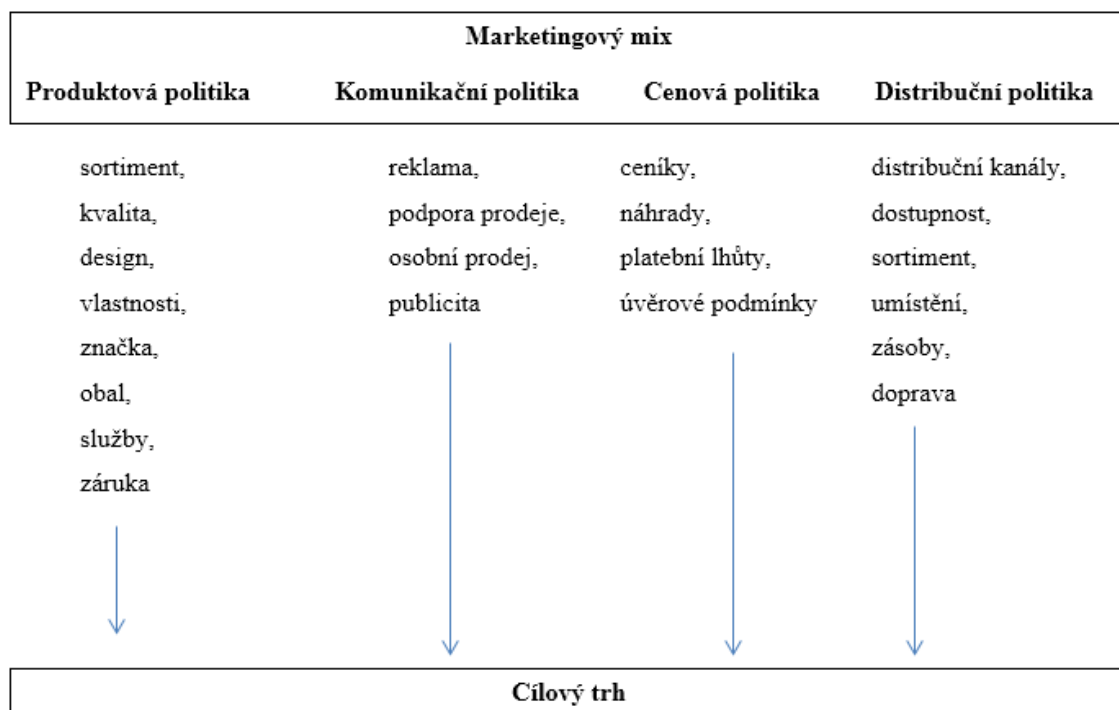 Marketingový mix
Produktová politika Komunikační politika Cenová politika Distribuční politika
sortiment,
kvalita,
design,
vlastnosti,
značka,
obal,
služby,
záruka
reklama,
podpora prodeje,
osobní prodej,
publicita
ceníky,
náhrady,
platební lhůty,
úvěrové podmínky
distribuční kanály,
dostupnost,
sortiment,
umístění,
zásoby,
doprava
Cílový trh